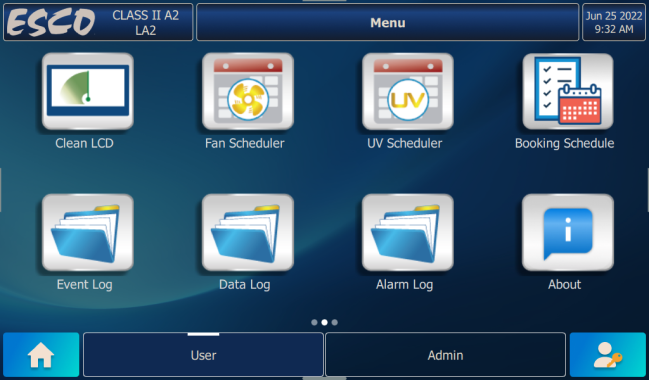 ESCO
CLASS II A2
LA2
Menu
Jun 25 2022
9:32 AM
UV
Clean LCD
Fan Scheduler
UV Scheduler
Booking Schedule
i
Event Log
Data Log
Alarm Log
About
User
Admin